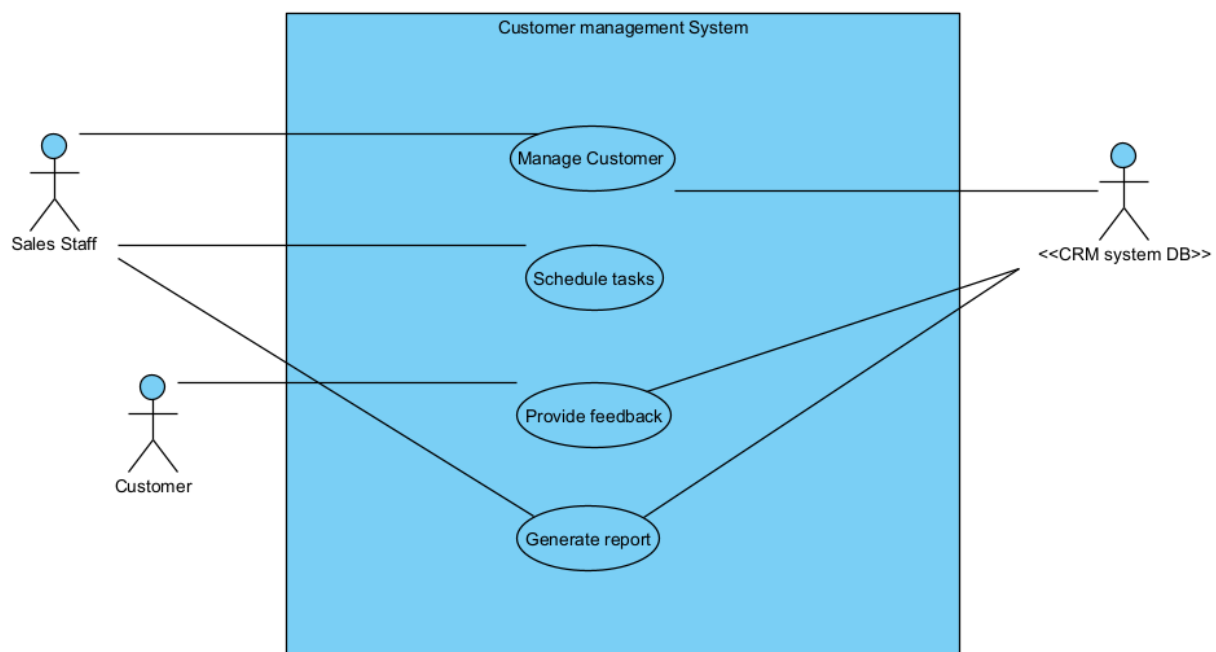 Customer management System
Manage Customer
Sales Staff
<<CRM system DB>>
Schedule tasks
Provide feedback
Customer
Generate report